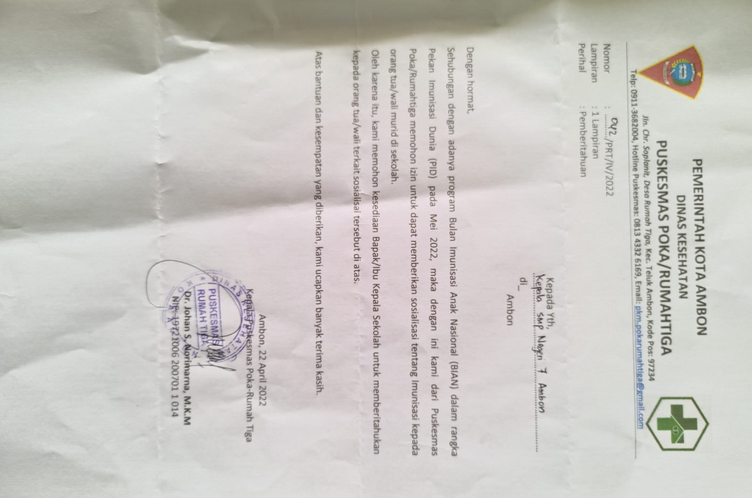 PEMERINTAH KOTA AMBON
DINAS KESEHATAN
PUSKESMAS POKA/RUMAHTIGA
Jln. Chr. Soplanit, Desa Rumah Tiga, Kec. Teluk Ambon, Kode Pos: 97234
Telp: 0911-3682004, Hotline Puskesmas: 0813 4332 6169, Email: pkm.pokarumahtiga@gmail.com
Nomor : 042/PRT/IV/2022
Lampiran : 1 Lampiran
Perihal : Pemberitahuan
Kepada Yth,
Kepala SMP Negeri 7 Ambon
di_
Ambon
Dengan hormat,
Sehubungan dengan adanya program Bulan Imunisasi Anak Nasional (BIAN) dalam rangka
Pekan Imunisasi Dunia (PID) pada Mei 2022, maka dengan ini kami dari Puskesmas
Poka/Rumahtiga memohon izin untuk dapat memberikan sosialisasi tentang imunisasi kepada
orang tua/wali murid di sekolah.
Oleh karena itu, kami memohon kesediaan Bapak/Ibu Kepala Sekolah untuk memberitahukan
kepada orang tua/wali terkait sosialisai tersebut di atas.
Atas bantuan dan kesempatan yang diberikan, kami ucapkan banyak terima kasih.
Ambon, 22 April 2022
Kepala Puskesmas Poka-Rumah Tiga
PUSKESMAS
RUMAH TIGA
Dr. Johan S. Norimarna, M.K.M
Nip. 19721006 200701 1 014